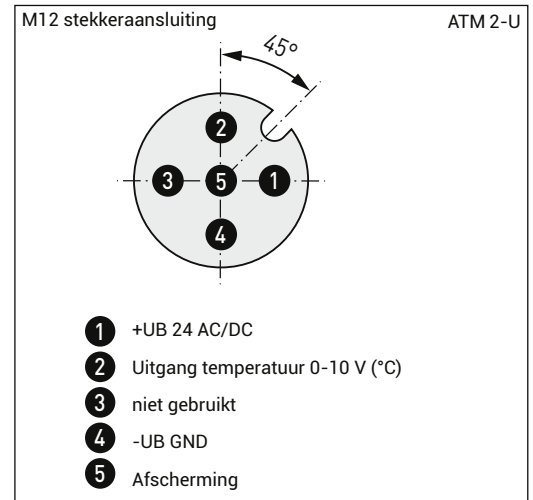 M12 stekkeraansluiting ATM 2-U
45°
2
3 5 1
4
1 +UB 24 AC/DC
2 Uitgang temperatuur 0-10 V (°C)
3 niet gebruikt
4 -UB GND
5 Afscherming